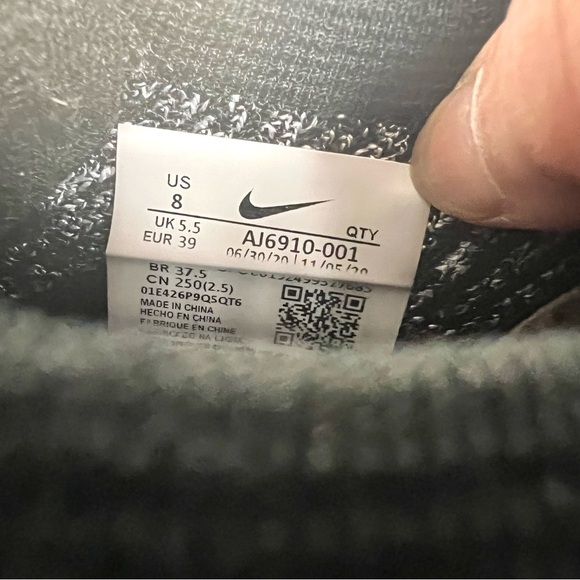 US
8
UK 5.5
EUR 39
QTY
AJ6910-001
06/30/20 | 11/05/20
BR 37.5
CN 250(2.5)
01E426P9QSQT6
MADE IN CHINA
HECHO EN CHINA
FABRIQUE EN CHINE